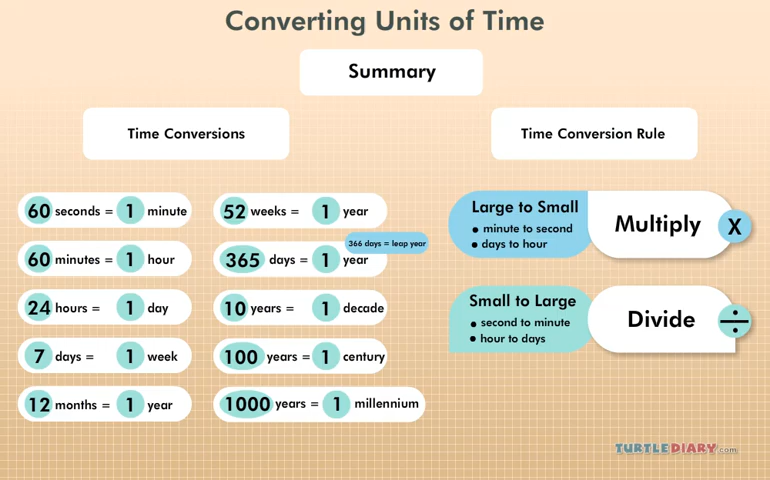 Converting Units of Time
Summary
Time Conversions
60 seconds = 1 minute
60 minutes = 1 hour
24 hours = 1 day
7 days = 1 week
12 months = 1 year
52 weeks = 1 year
366 days = leap year
365 days = 1 year
10 years = 1 decade
100 years = 1 century
1000 years = 1 millennium
Time Conversion Rule
Large to Small
• minute to second
• days to hour
Multiply X
Small to Large
• second to minute
• hour to days
Divide ÷
TURTLEDIARY.com